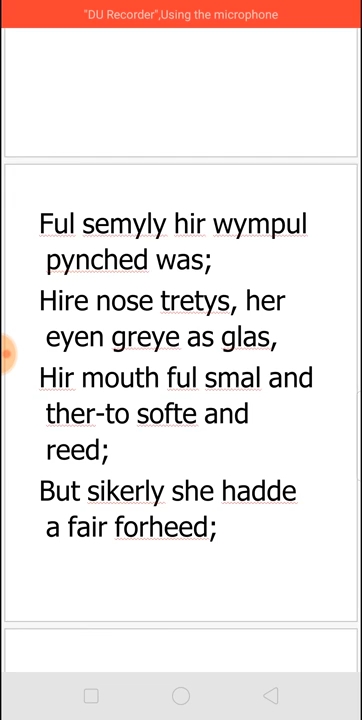 "DU Recorder",Using the microphone
Ful semyly hir wympul
pynched was;
Hire nose tretys, her
eyen greye as glas,
Hir mouth ful smal and
ther-to softe and
reed;
But sikerly she hadde
a fair forheed;